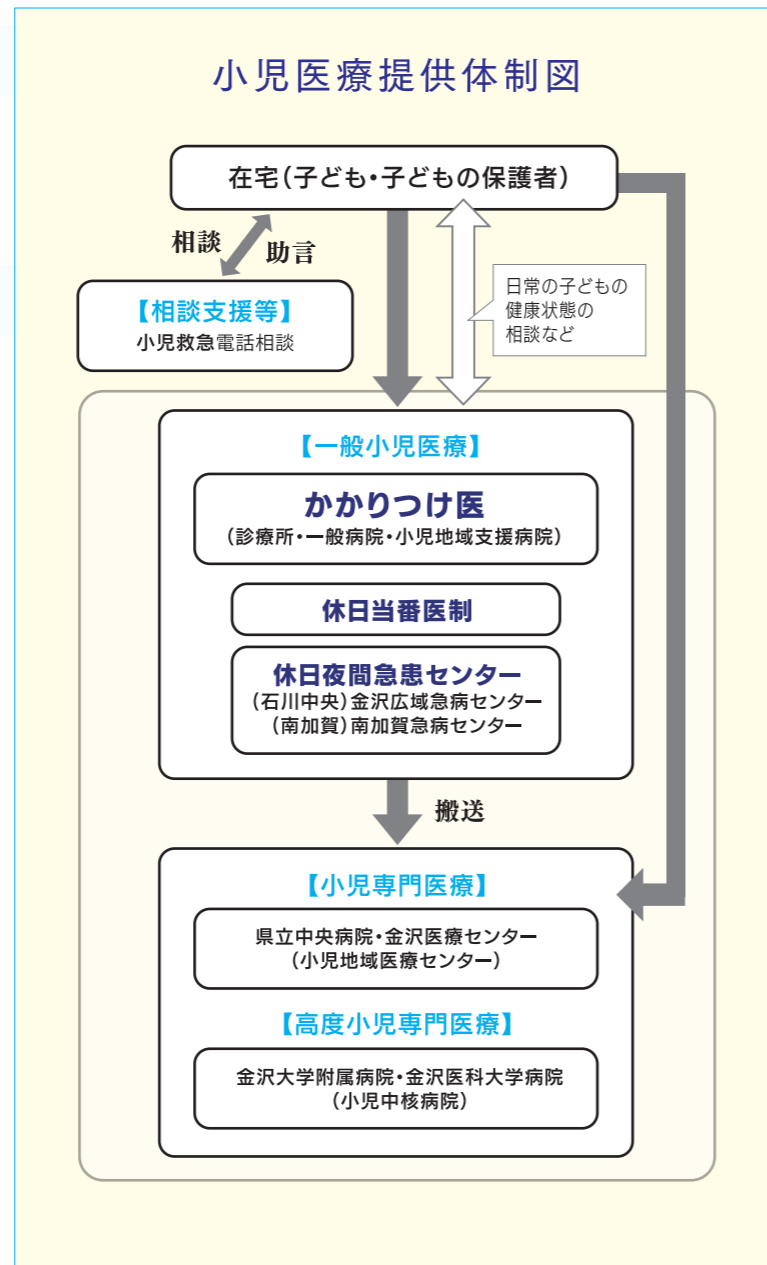 小児医療提供体制図
在宅(子ども・子どもの保護者)
相談
助言
【相談支援等】
小児救急電話相談
日常の子どもの
健康状態の
相談など
【一般小児医療】
かかりつけ医
(診療所・一般病院・小児地域支援病院)
休日当番医制
休日夜間急患センター
(石川中央)金沢広域急病センター
(南加賀)南加賀急病センター
搬送
【小児専門医療】
県立中央病院・金沢医療センター
(小児地域医療センター)
【高度小児専門医療】
金沢大学附属病院・金沢医科大学病院
(小児中核病院)